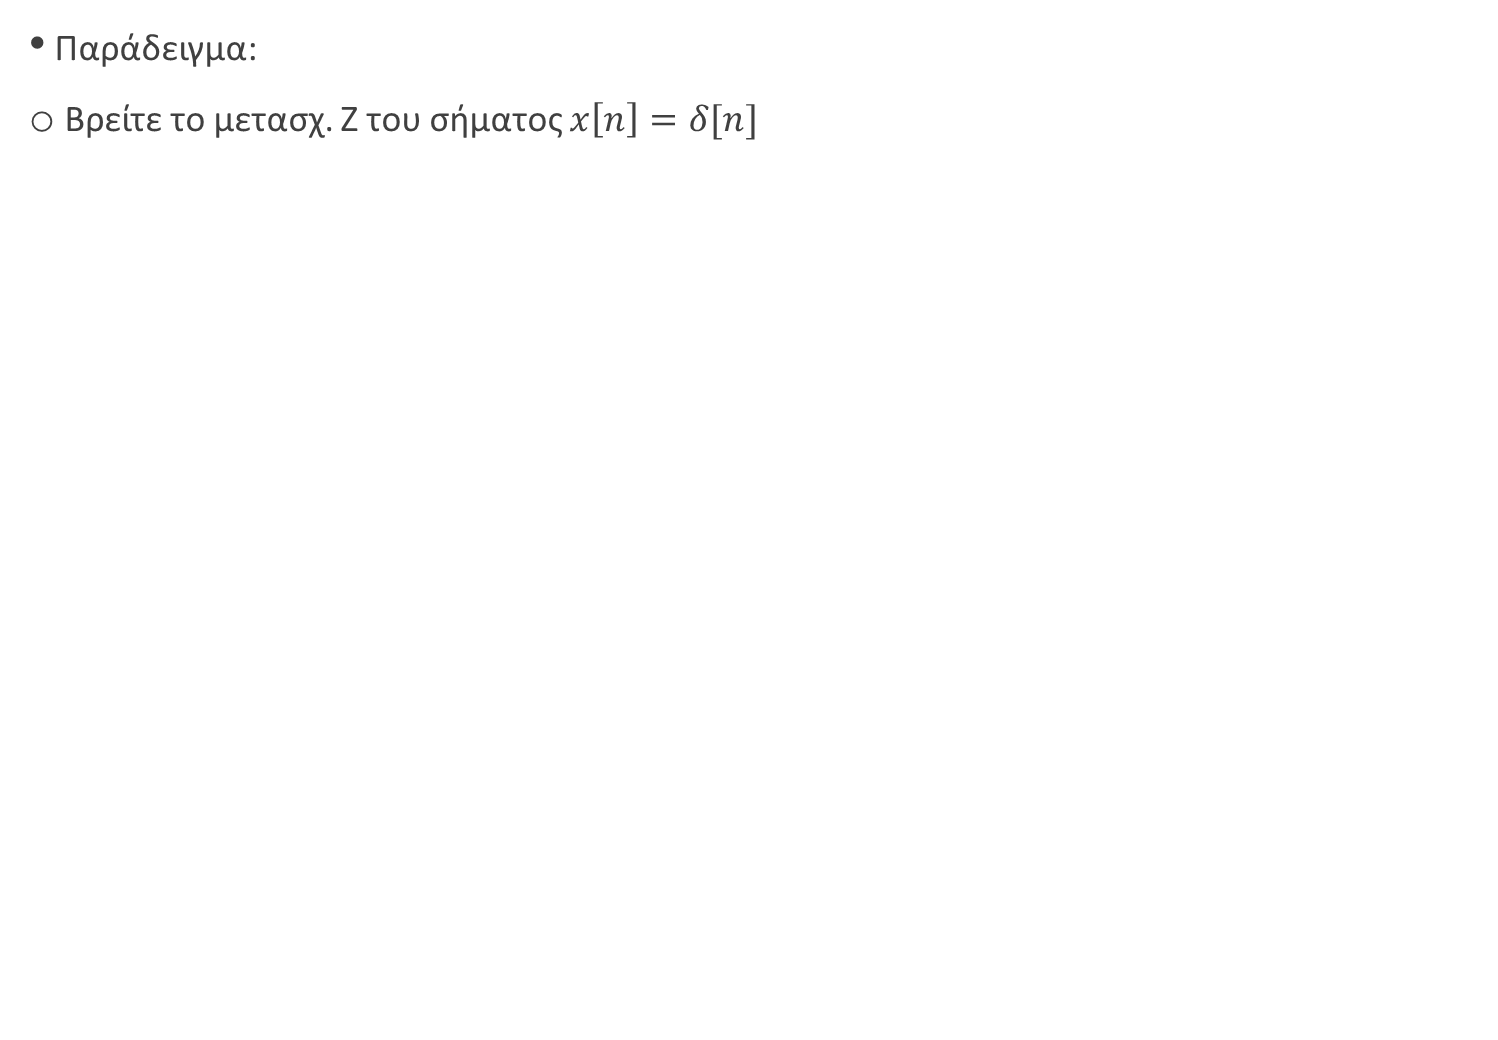 • Παράδειγμα:
○ Βρείτε το μετασχ. Ζ του σήματος x[n] = δ[n]